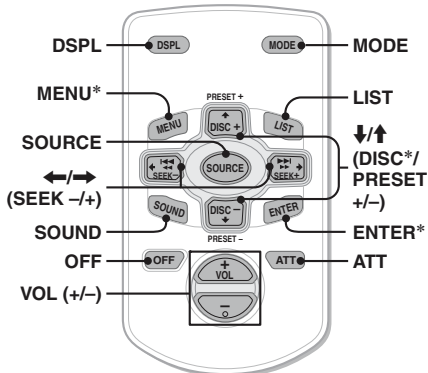 DSPL
DSPL
MODE
MODE
MENU*
MENU
PRESET +
DISC +
LIST
LIST
SOURCE
SOURCE
←/→
(SEEK –/+)
SEEK–
SEEK+
↓/↑
(DISC*/
PRESET
+/–)
SOUND
SOUND
DISC –
PRESET –
ENTER
ENTER*
OFF
OFF
ATT
ATT
VOL (+/–)
+
VOL
–